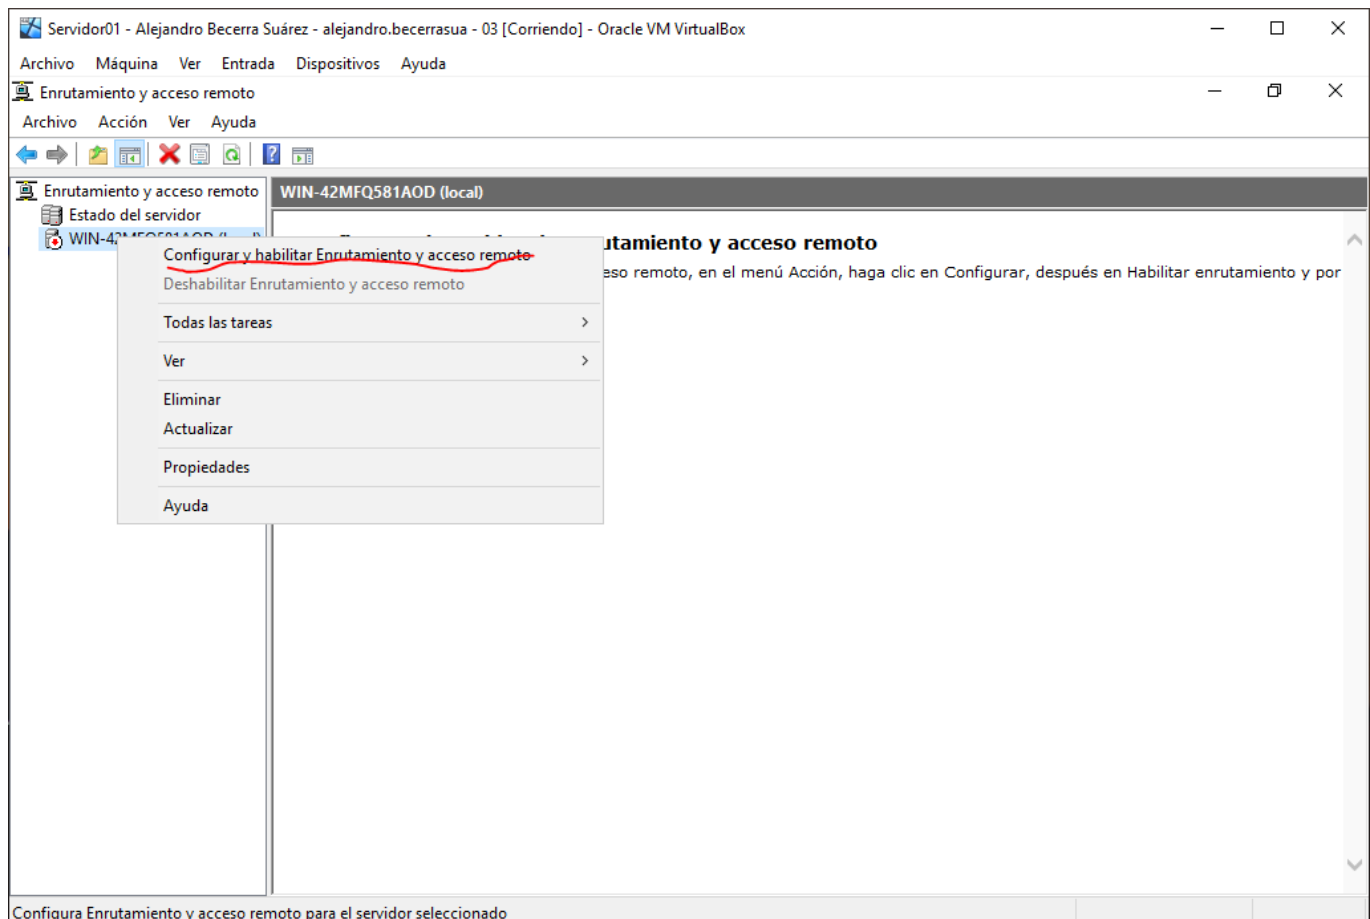 Servidor01 - Alejandro Becerra Suárez - alejandro.becerrasua - 03 [Corriendo] - Oracle VM VirtualBox
Archivo Máquina Ver Entrada Dispositivos Ayuda
Enrutamiento y acceso remoto
Archivo Acción Ver Ayuda
Enrutamiento y acceso remoto
WIN-42MFQ581AOD (local)
Estado del servidor
utamiento y acceso remoto
Configurar y habilitar Enrutamiento y acceso remoto
eso remoto, en el menú Acción, haga clic en Configurar, después en Habilitar enrutamiento y por
Deshabilitar Enrutamiento y acceso remoto
Todas las tareas
Ver
Eliminar
Actualizar
Propiedades
Ayuda
Configura Enrutamiento y acceso remoto para el servidor seleccionado